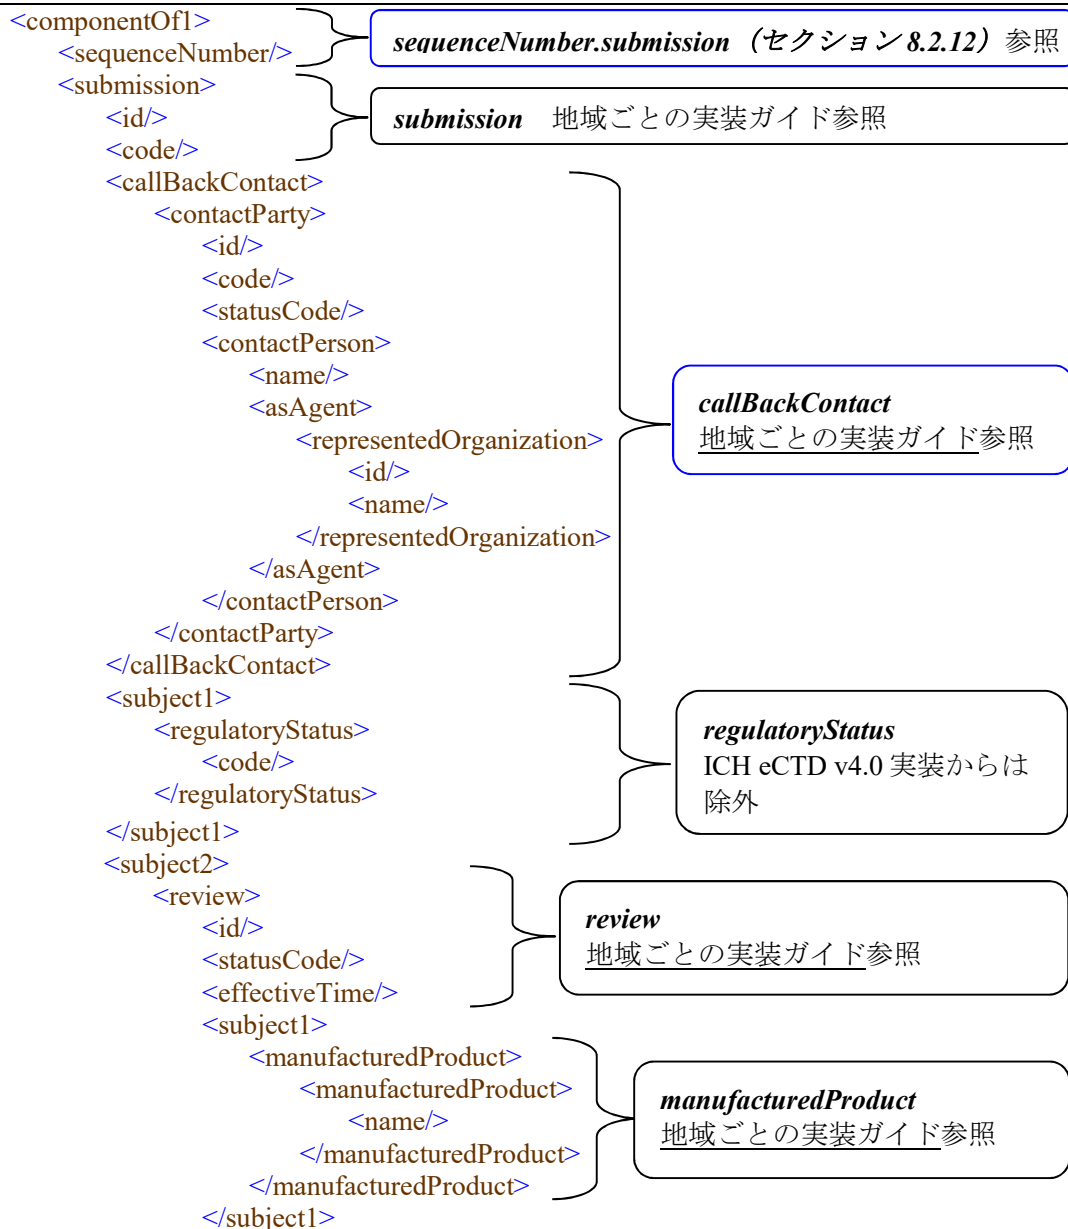 <componentOf1>
<sequenceNumber/>
sequenceNumber.submission（セクション 8.2.12）参照
<submission>
<id/>
<code/>
submission　地域ごとの実装ガイド参照
<callBackContact>
<contactParty>
<id/>
<code/>
<statusCode/>
<contactPerson>
<name/>
<asAgent>
<representedOrganization>
<id/>
<name/>
</representedOrganization>
</asAgent>
</contactPerson>
</contactParty>
</callBackContact>
callBackContact
地域ごとの実装ガイド参照
<subject1>
<regulatoryStatus>
<code/>
</regulatoryStatus>
</subject1>
regulatoryStatus
ICH eCTD v4.0 実装からは
除外
<subject2>
<review>
<id/>
<statusCode/>
<effectiveTime/>
review
地域ごとの実装ガイド参照
<subject1>
<manufacturedProduct>
<manufacturedProduct>
<name/>
</manufacturedProduct>
</manufacturedProduct>
manufacturedProduct
地域ごとの実装ガイド参照
</subject1>